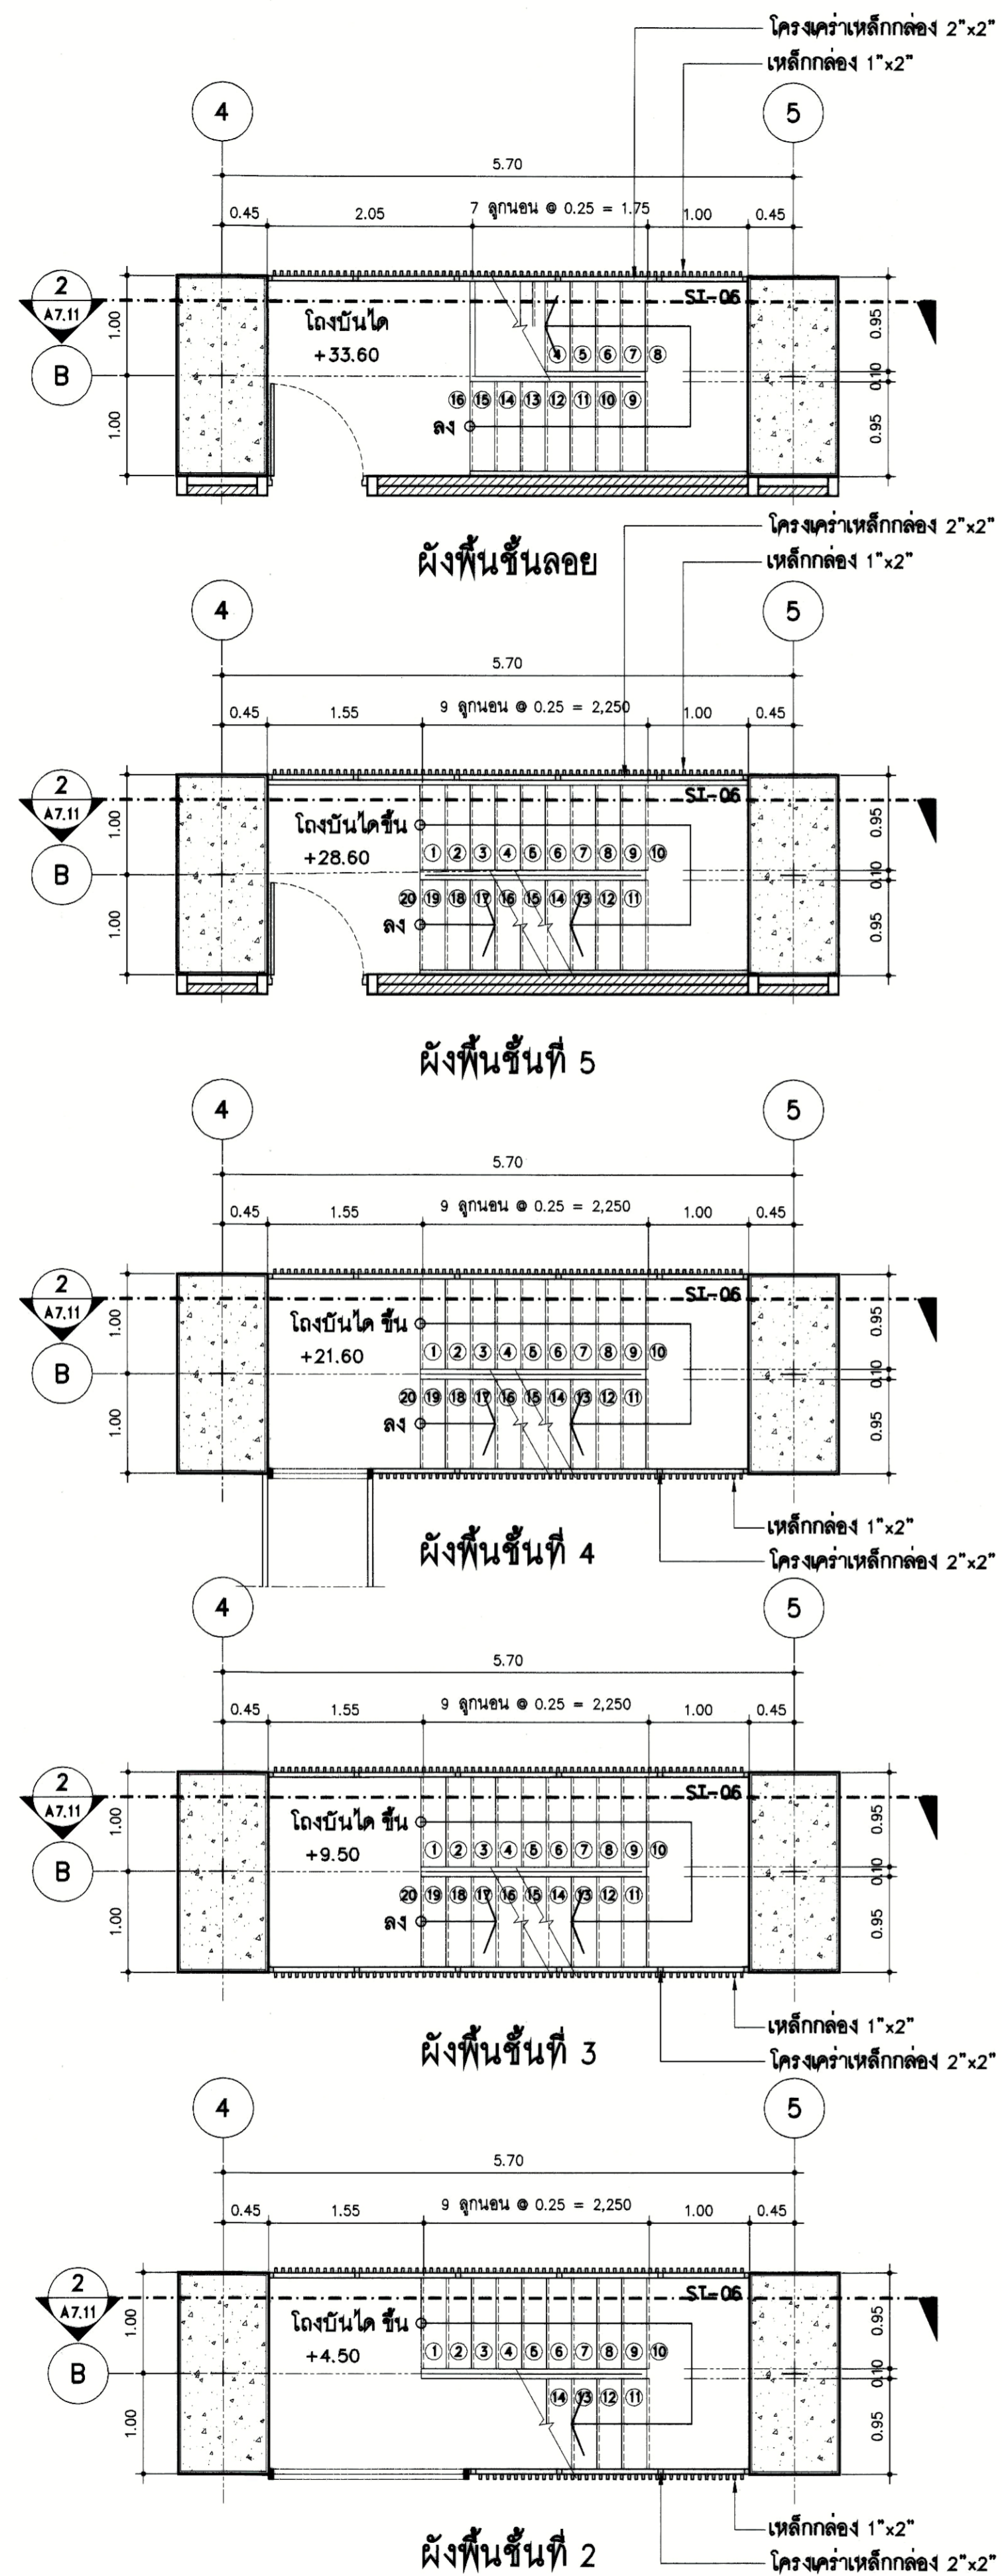 โครงเคร่าเหล็กกล่อง 2"x2"
เหล็กกล่อง 1"x2"
4
5
5.70
0.45 2.05 7 ลูกนอน @ 0.25 = 1.75 1.00 0.45
2
A7.11
B
1.00
1.00
โถงบันได
+33.60
SI-06
4 5 6 7 8
16 15 14 13 12 11 10 9
ลง
0.95
0.10
0.95
ผังพื้นชั้นลอย
โครงเคร่าเหล็กกล่อง 2"x2"
เหล็กกล่อง 1"x2"
4
5
5.70
0.45 1.55 9 ลูกนอน @ 0.25 = 2,250 1.00 0.45
2
A7.11
B
1.00
1.00
โถงบันได ขึ้น
+28.60
SI-06
1 2 3 4 5 6 7 8 9 10
20 19 18 17 16 15 14 13 12 11
ลง
0.95
0.10
0.95
ผังพื้นชั้นที่ 5
4
5
5.70
0.45 1.55 9 ลูกนอน @ 0.25 = 2,250 1.00 0.45
2
A7.11
B
1.00
1.00
โถงบันได ขึ้น
+21.60
SI-06
1 2 3 4 5 6 7 8 9 10
20 19 18 17 16 15 14 13 12 11
ลง
0.95
0.10
0.95
เหล็กกล่อง 1"x2"
โครงเคร่าเหล็กกล่อง 2"x2"
ผังพื้นชั้นที่ 4
4
5
5.70
0.45 1.55 9 ลูกนอน @ 0.25 = 2,250 1.00 0.45
2
A7.11
B
1.00
1.00
โถงบันได ขึ้น
+9.50
SI-06
1 2 3 4 5 6 7 8 9 10
20 19 18 17 16 15 14 13 12 11
ลง
0.95
0.10
0.95
เหล็กกล่อง 1"x2"
โครงเคร่าเหล็กกล่อง 2"x2"
ผังพื้นชั้นที่ 3
4
5
5.70
0.45 1.55 9 ลูกนอน @ 0.25 = 2,250 1.00 0.45
2
A7.11
B
1.00
1.00
โถงบันได ขึ้น
+4.50
SI-06
1 2 3 4 5 6 7 8 9 10
14 13 12 11
0.95
0.10
0.95
เหล็กกล่อง 1"x2"
โครงเคร่าเหล็กกล่อง 2"x2"
ผังพื้นชั้นที่ 2